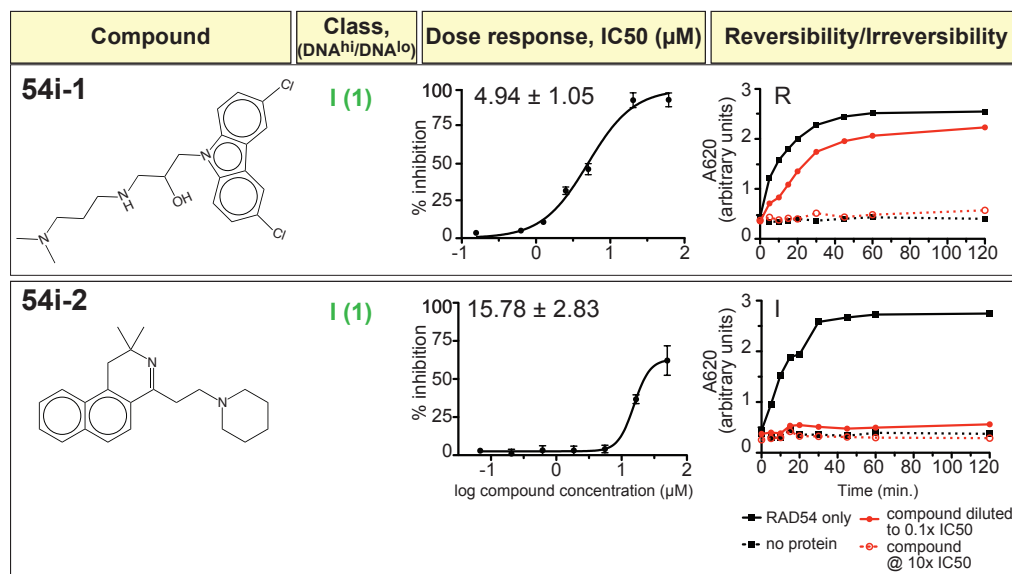 Compound
Class,
(DNAhi/DNAlo)
Dose response, IC50 (µM)
Reversibility/Irreversibility
54i-1
I (1)
Cl
N
N
H
OH
N
Cl
4.94 ± 1.05
% inhibition
100
75
50
25
0
-1 0 1 2
R
A620
(arbitrary units)
3
2
1
0
0 20 40 60 80 100 120
54i-2
I (1)
N
N
15.78 ± 2.83
% inhibition
100
75
50
25
0
-1 0 1 2
log compound concentration (µM)
I
A620
(arbitrary units)
3
2
1
0
0 20 40 60 80 100 120
Time (min.)
RAD54 only
compound diluted
to 0.1x IC50
no protein
compound
@ 10x IC50